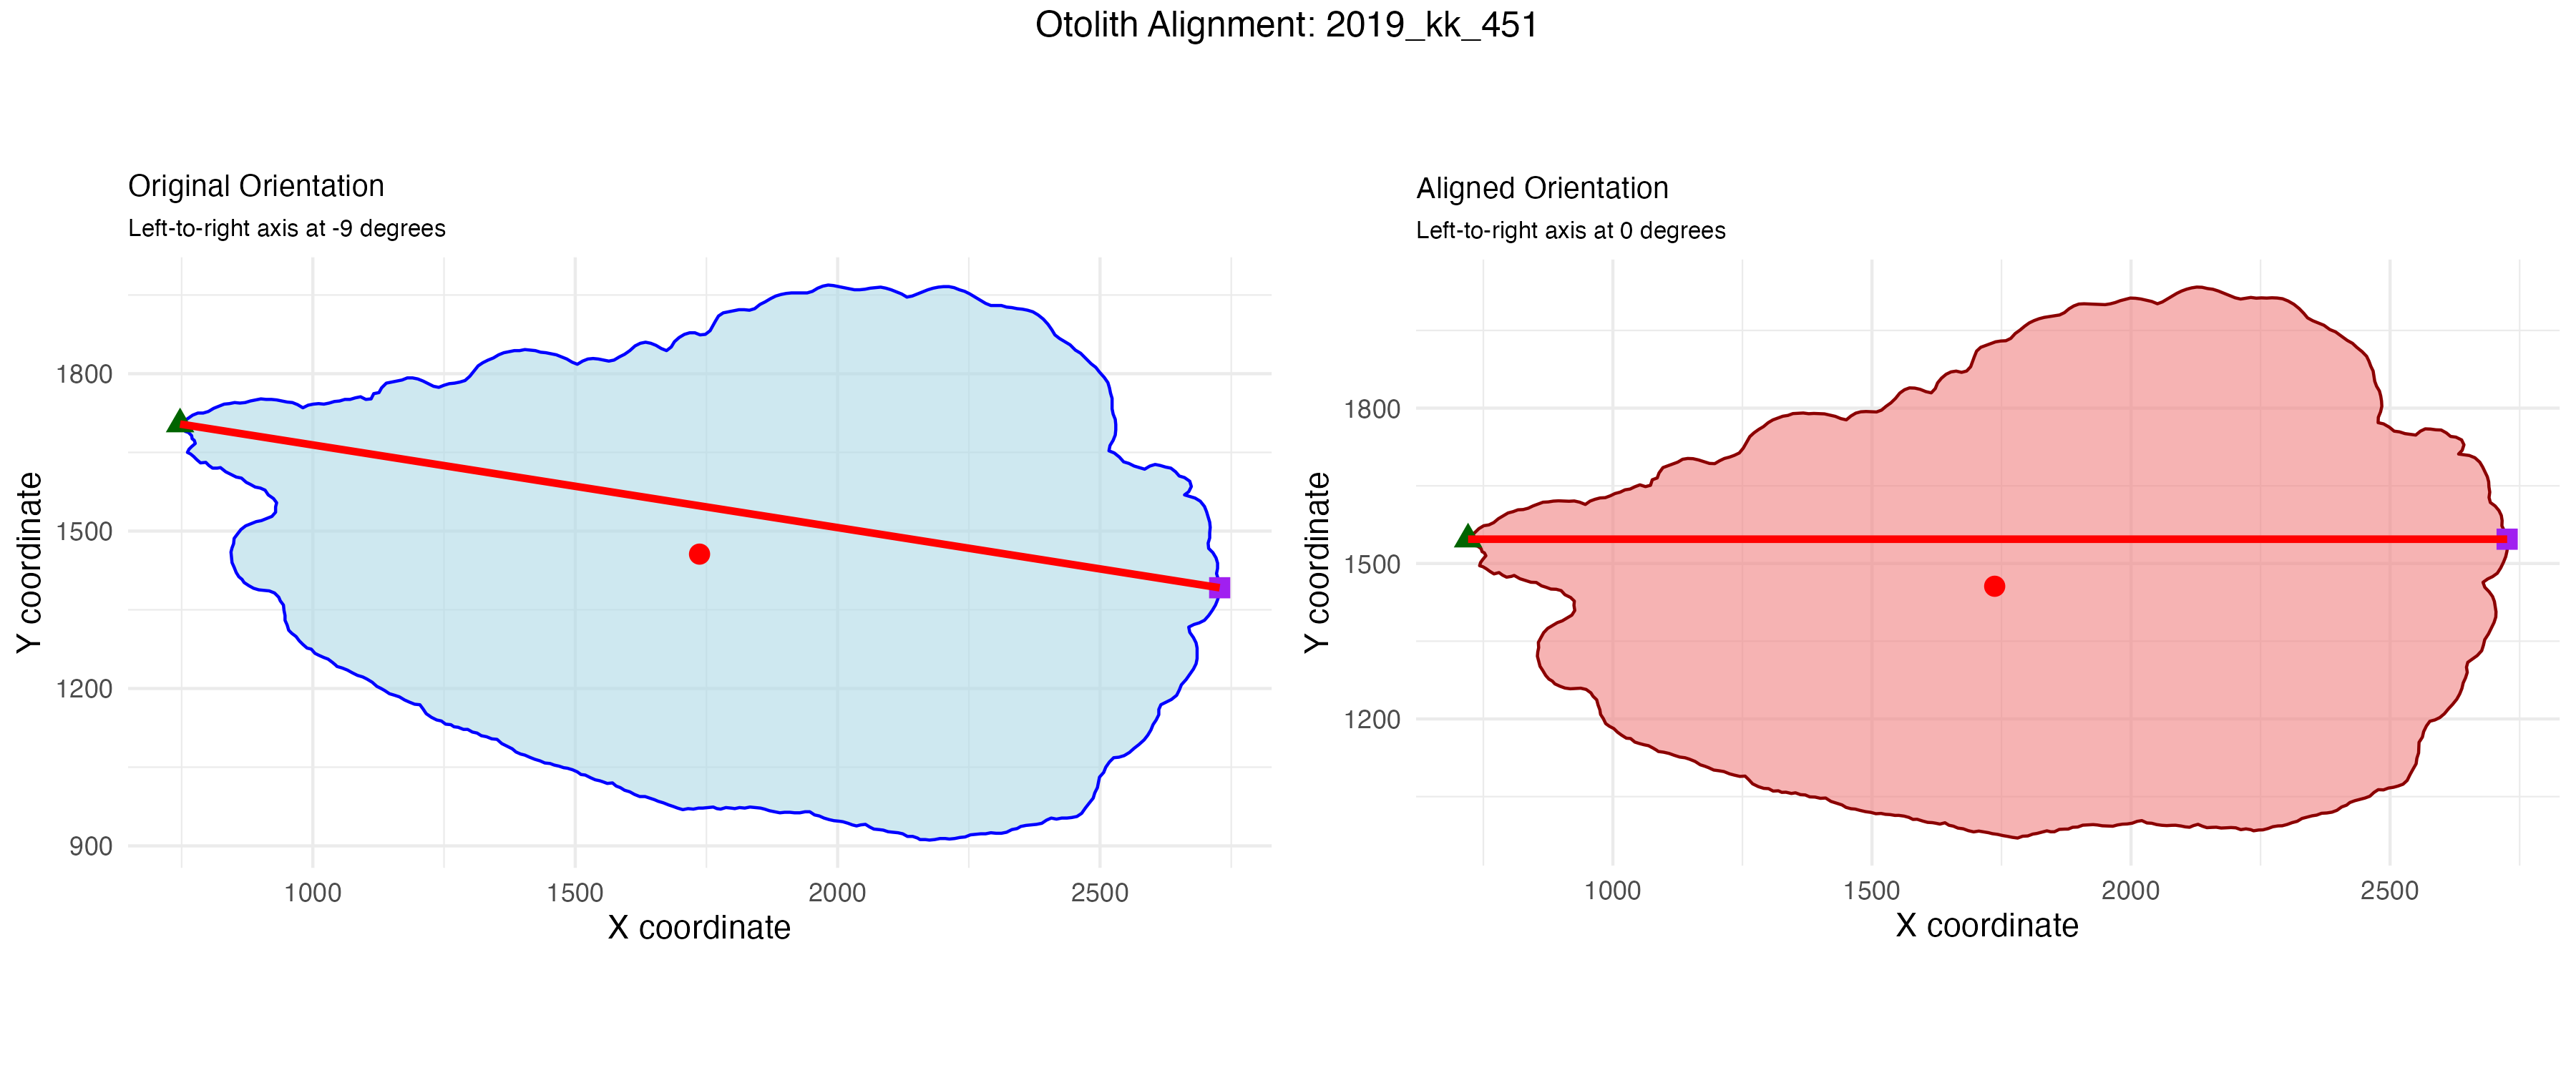 Otolith Alignment: 2019_kk_451
Original Orientation
Left-to-right axis at -9 degrees
Y coordinate
1800
1500
1200
900
1000 1500 2000 2500
X coordinate
Aligned Orientation
Left-to-right axis at 0 degrees
Y coordinate
1800
1500
1200
1000 1500 2000 2500
X coordinate